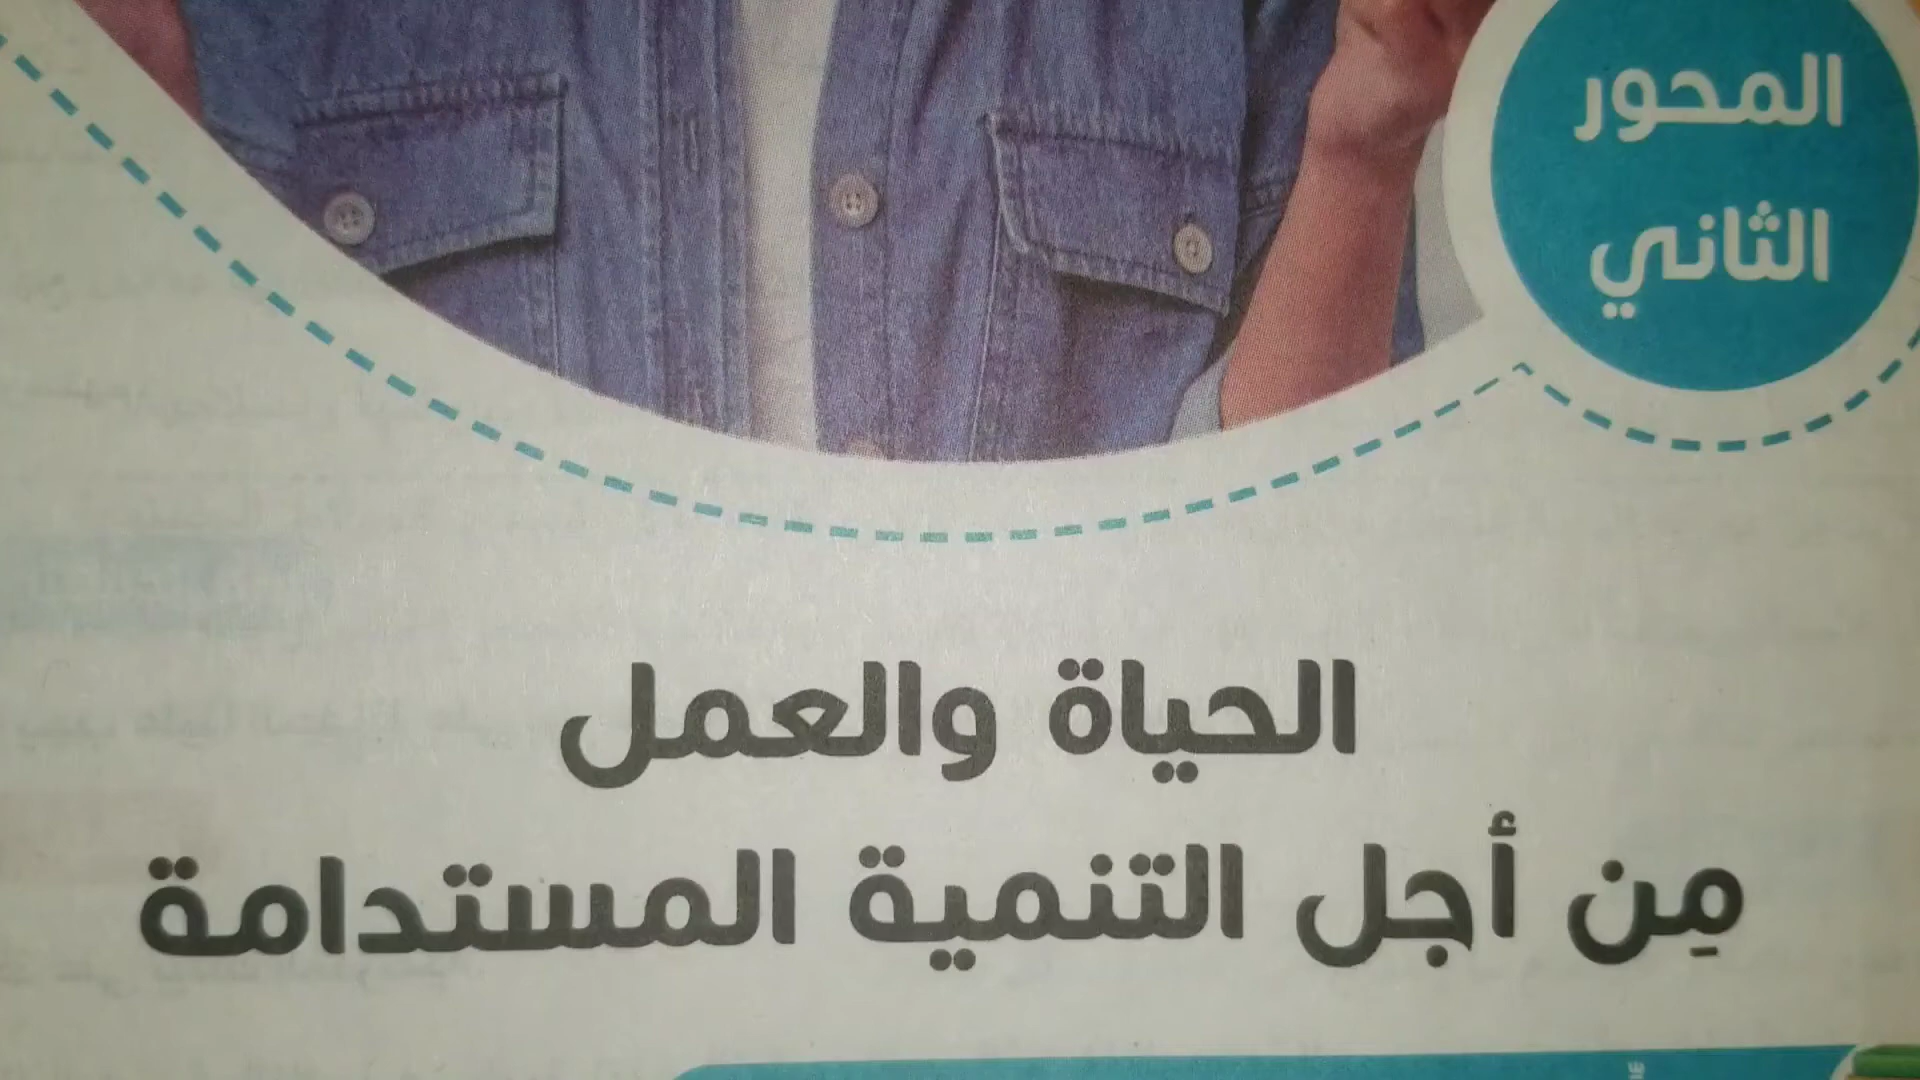 المحور
الثاني
الحياة والعمل
مِن أجل التنمية المستدامة